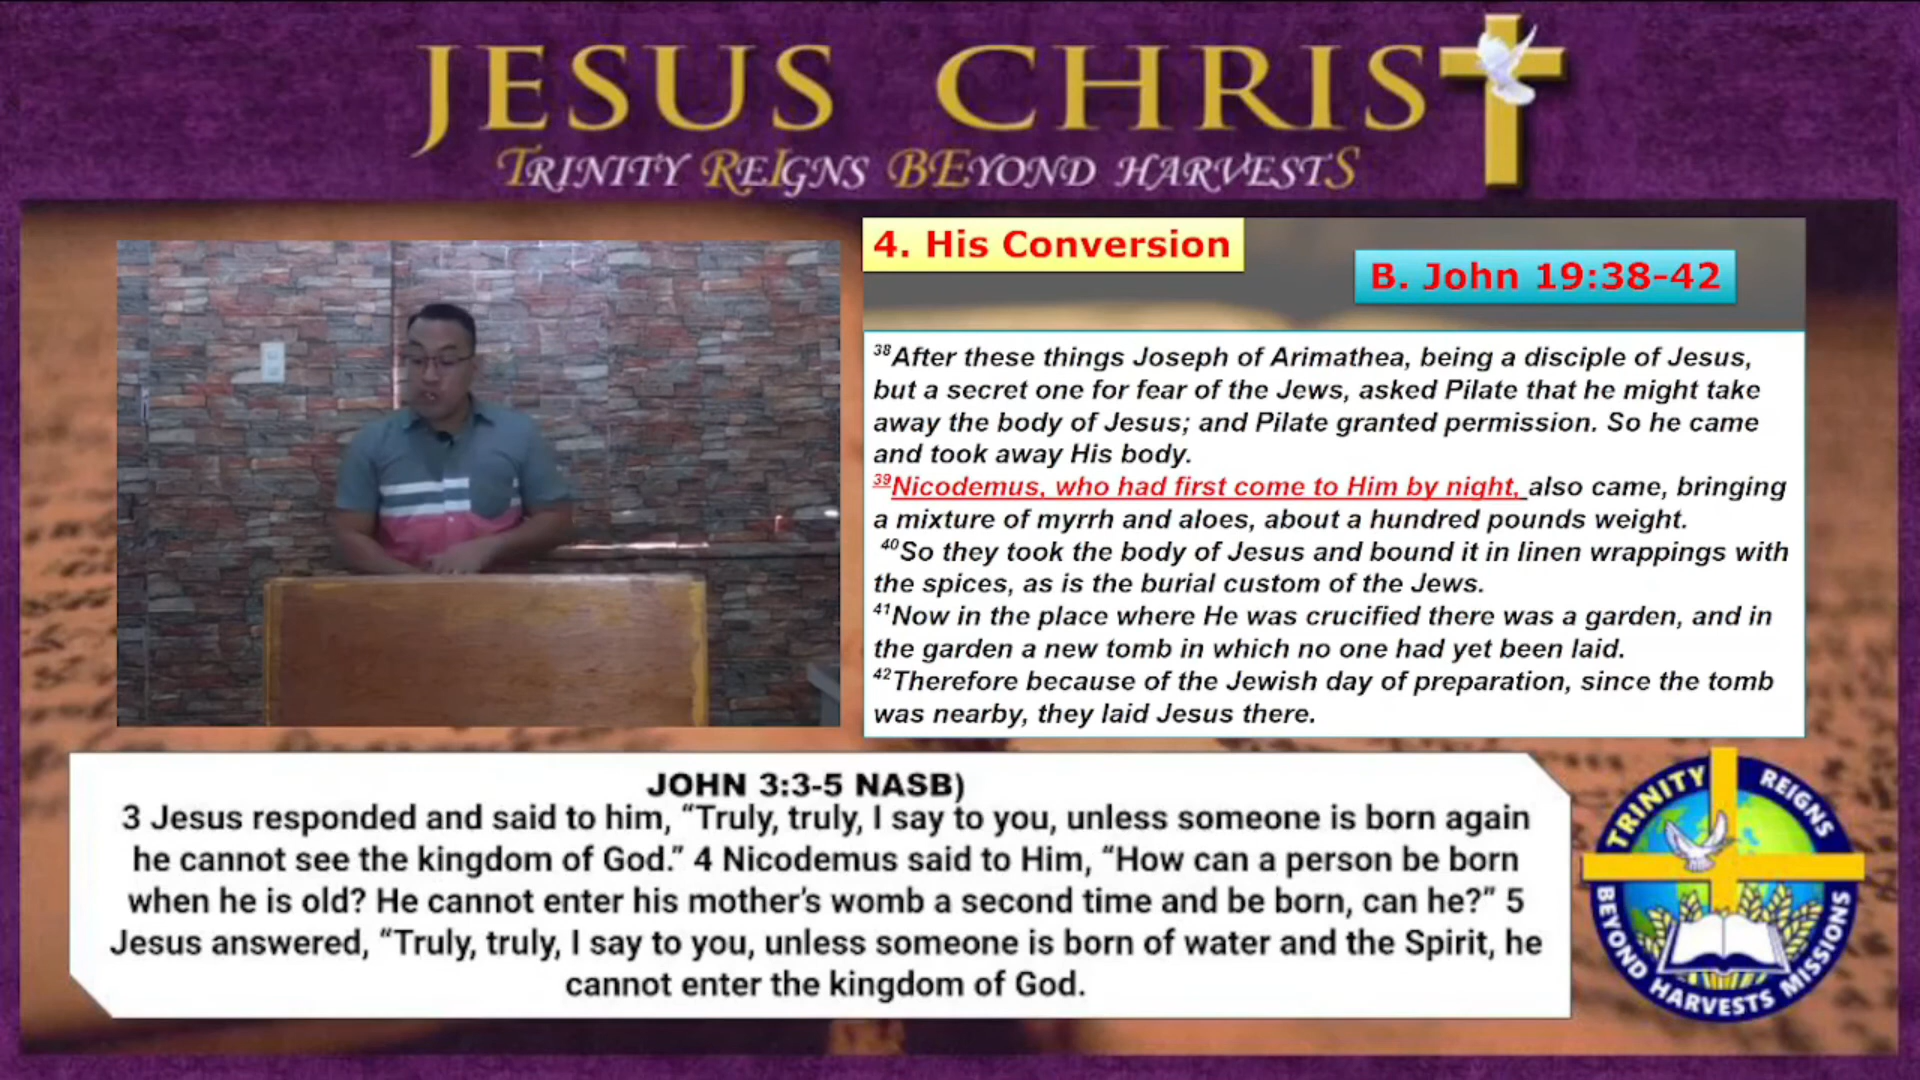 JESUS CHRIST
TRINITY REIGNS BEYOND HARVESTS
4. His Conversion
B. John 19:38-42
38After these things Joseph of Arimathea, being a disciple of Jesus,
but a secret one for fear of the Jews, asked Pilate that he might take
away the body of Jesus; and Pilate granted permission. So he came
and took away His body.
39Nicodemus, who had first come to Him by night, also came, bringing
a mixture of myrrh and aloes, about a hundred pounds weight.
40So they took the body of Jesus and bound it in linen wrappings with
the spices, as is the burial custom of the Jews.
41Now in the place where He was crucified there was a garden, and in
the garden a new tomb in which no one had yet been laid.
42Therefore because of the Jewish day of preparation, since the tomb
was nearby, they laid Jesus there.
JOHN 3:3-5 NASB)
3 Jesus responded and said to him, “Truly, truly, I say to you, unless someone is born again
he cannot see the kingdom of God.” 4 Nicodemus said to Him, “How can a person be born
when he is old? He cannot enter his mother’s womb a second time and be born, can he?” 5
Jesus answered, “Truly, truly, I say to you, unless someone is born of water and the Spirit, he
cannot enter the kingdom of God.
TRINITY REIGNS
BEYOND HARVESTS MISSIONS